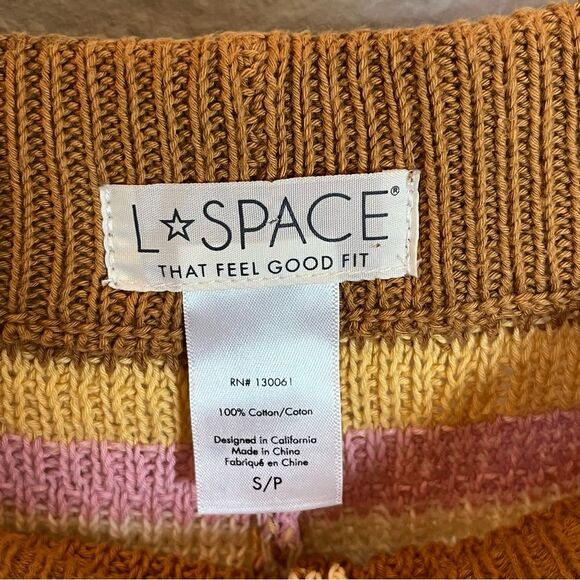 L☆SPACE®
THAT FEEL GOOD FIT
RN# 130061
100% Cotton/Coton
Designed in California
Made in China
Fabriqué en Chine
S/P